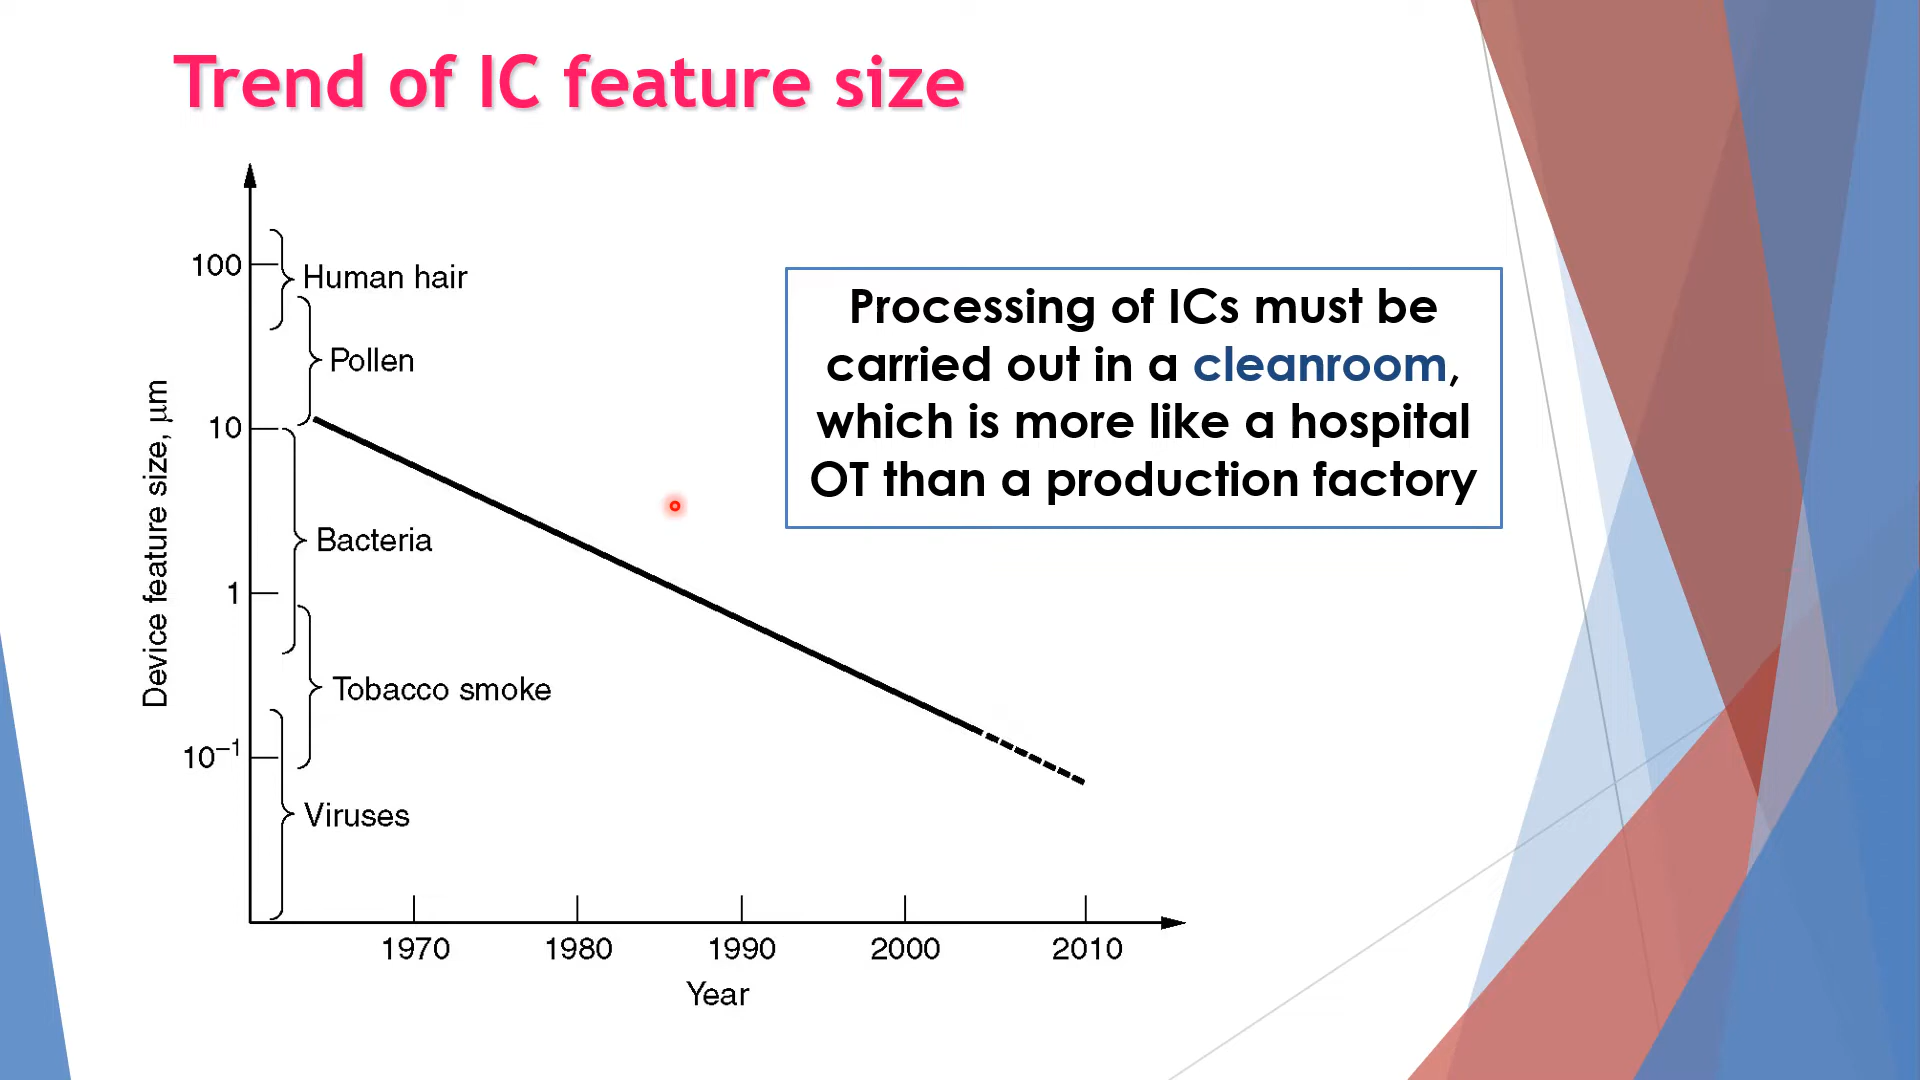 Trend of IC feature size
100
10
1
10⁻¹
Device feature size, μm
Human hair
Pollen
Bacteria
Tobacco smoke
Viruses
1970
1980
1990
2000
2010
Year
Processing of ICs must be
carried out in a cleanroom,
which is more like a hospital
OT than a production factory